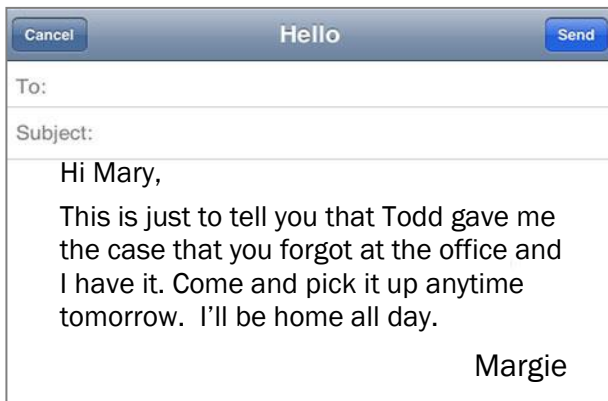 Cancel Hello Send
To:
Subject:
Hi Mary,
This is just to tell you that Todd gave me
the case that you forgot at the office and
I have it. Come and pick it up anytime
tomorrow.  I’ll be home all day.
Margie